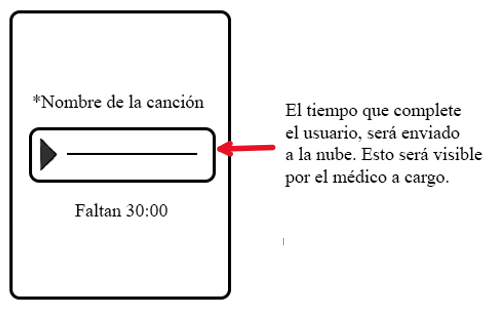 *Nombre de la canción
Faltan 30:00
El tiempo que complete
el usuario, será enviado
a la nube. Esto será visible
por el médico a cargo.